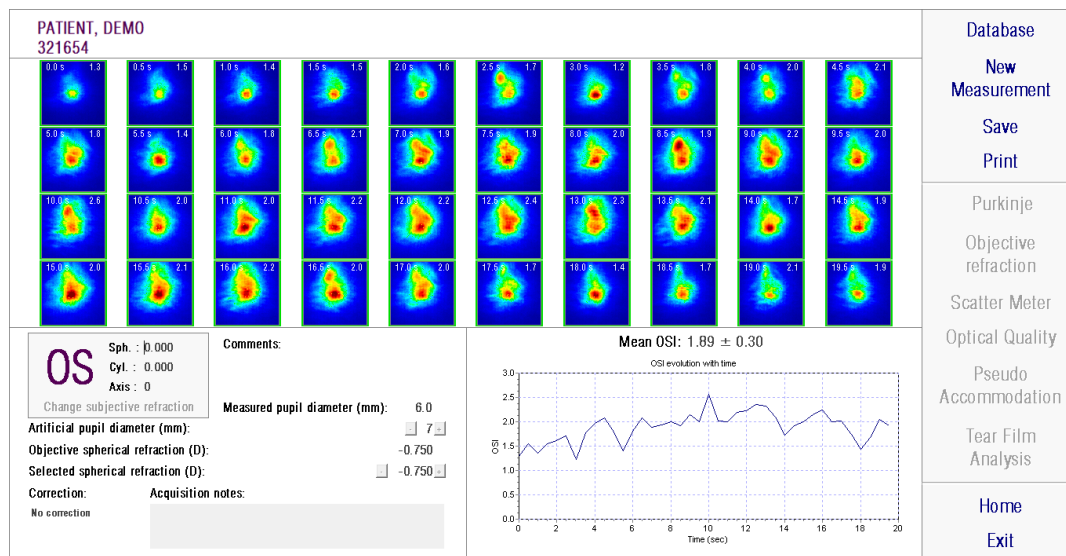 PATIENT, DEMO
321654
0.0 s 1.3 0.5 s 1.5 1.0 s 1.4 1.5 s 1.5 2.0 s 1.6 2.5 s 1.7 3.0 s 1.2 3.5 s 1.8 4.0 s 2.0 4.5 s 2.1
5.0 s 1.8 5.5 s 1.4 6.0 s 1.8 6.5 s 2.1 7.0 s 1.9 7.5 s 1.9 8.0 s 2.0 8.5 s 1.9 9.0 s 2.2 9.5 s 2.0
10.0 s 2.6 10.5 s 2.0 11.0 s 2.0 11.5 s 2.2 12.0 s 2.2 12.5 s 2.4 13.0 s 2.3 13.5 s 2.1 14.0 s 1.7 14.5 s 1.9
15.0 s 2.0 15.5 s 2.1 16.0 s 2.2 16.5 s 2.0 17.0 s 2.0 17.5 s 1.7 18.0 s 1.4 18.5 s 1.7 19.0 s 2.1 19.5 s 1.9
OS
Sph. : 0.000
Cyl. : 0.000
Axis : 0
Change subjective refraction
Comments:
Measured pupil diameter (mm): 6.0
Artificial pupil diameter (mm): - 7 +
Objective spherical refraction (D): -0.750
Selected spherical refraction (D): - -0.750 +
Correction: Acquisition notes:
No correction
Mean OSI: 1.89 ± 0.30
OSI evolution with time
OSI
3.0
2.5
2.0
1.5
1.0
0.5
0.0
0 2 4 6 8 10 12 14 16 18 20
Time (sec)
Database
New
Measurement
Save
Print
Purkinje
Objective
refraction
Scatter Meter
Optical Quality
Pseudo
Accommodation
Tear Film
Analysis
Home
Exit